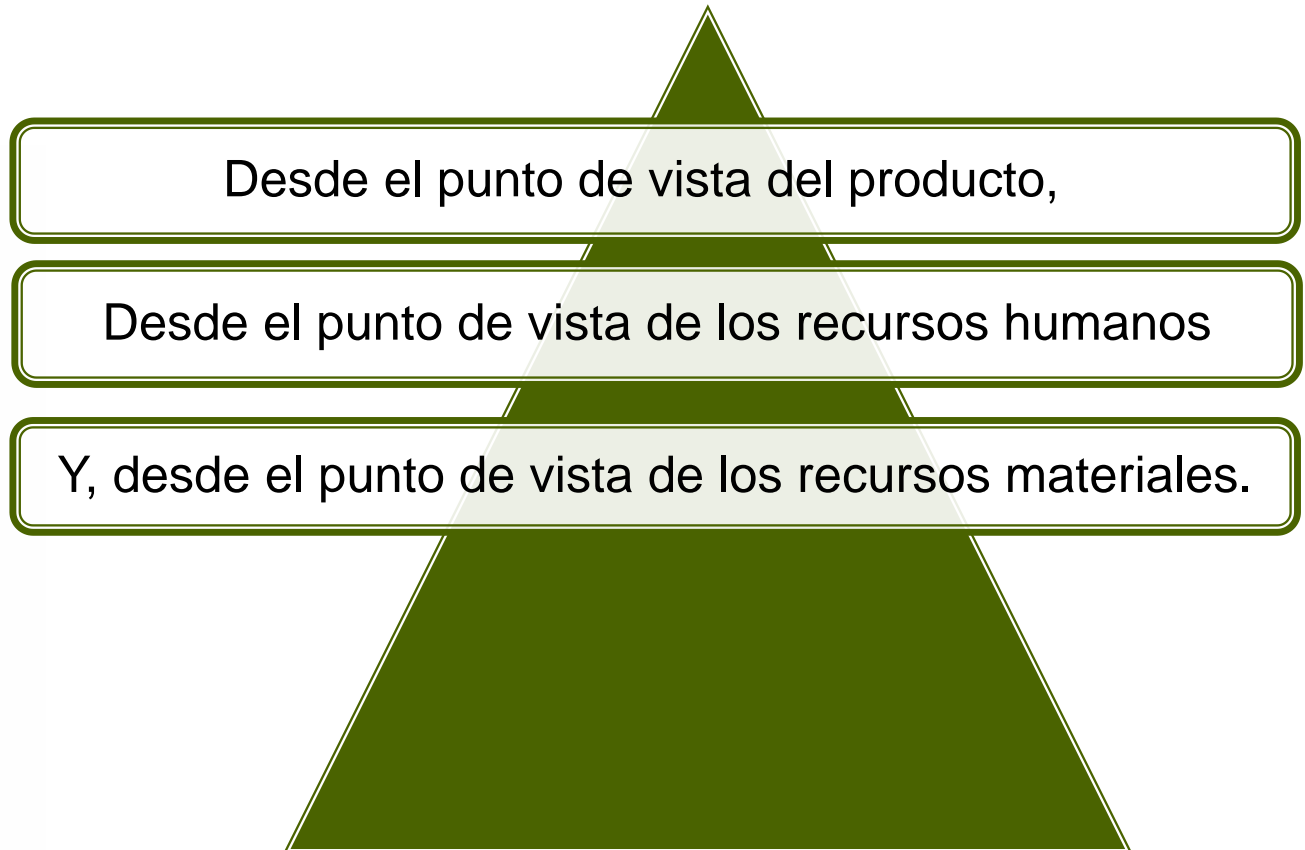 Desde el punto de vista del producto,
Desde el punto de vista de los recursos humanos
Y, desde el punto de vista de los recursos materiales.